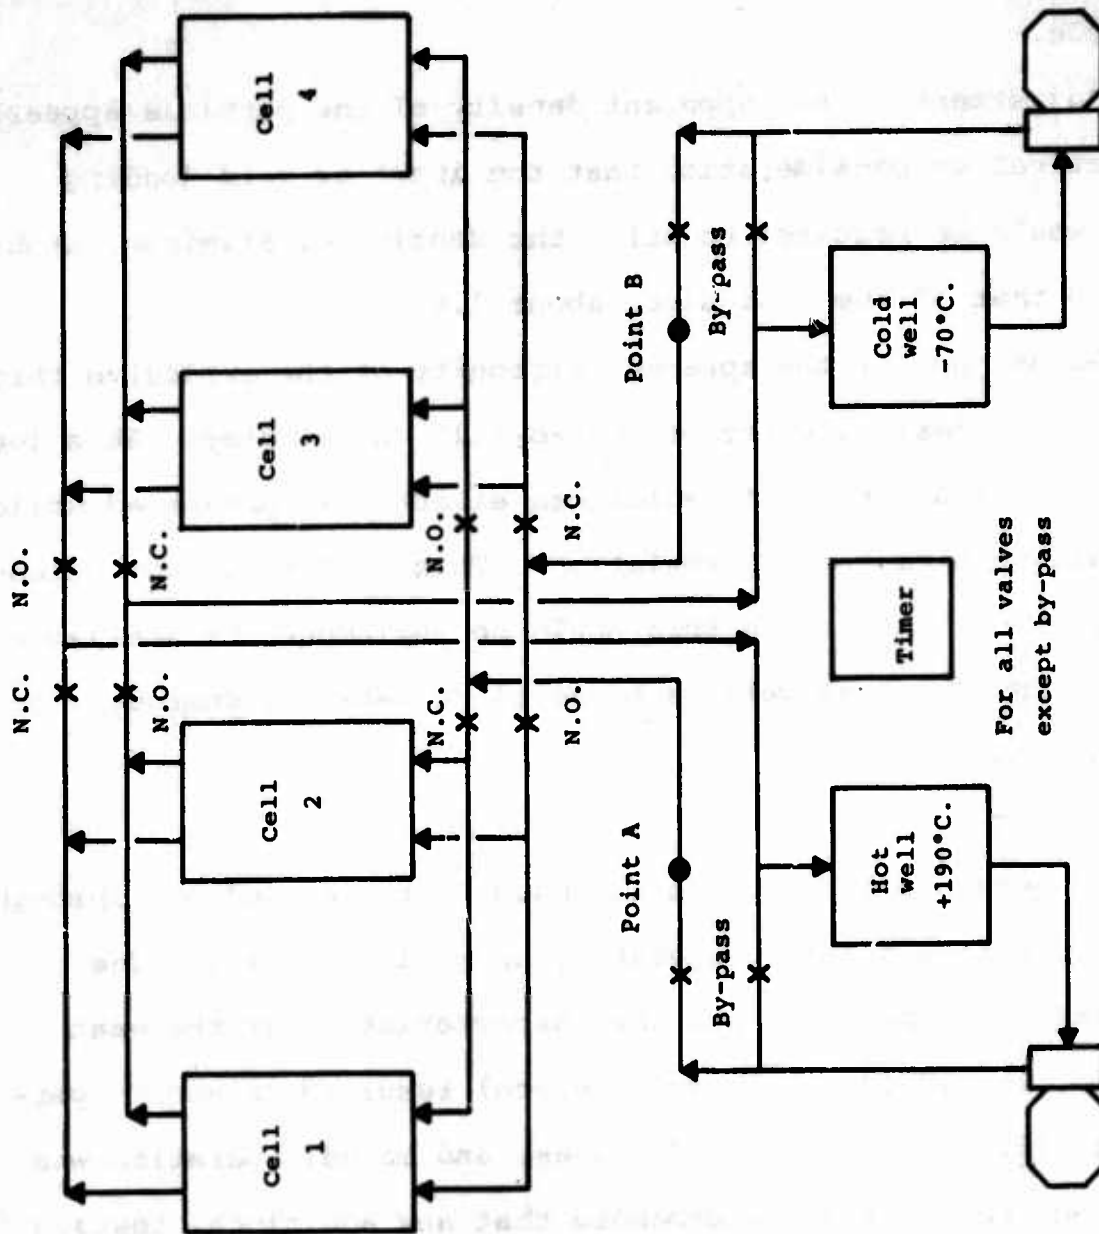 N.C. N.O.
N.O. N.C.
Cell
1
Cell
2
Cell
3
Cell
4
N.C. N.O.
N.O. N.C.
Point A
Point B
By-pass
By-pass
Hot
well
+190°C.
Timer
Cold
well
-70°C.
For all valves
except by-pass